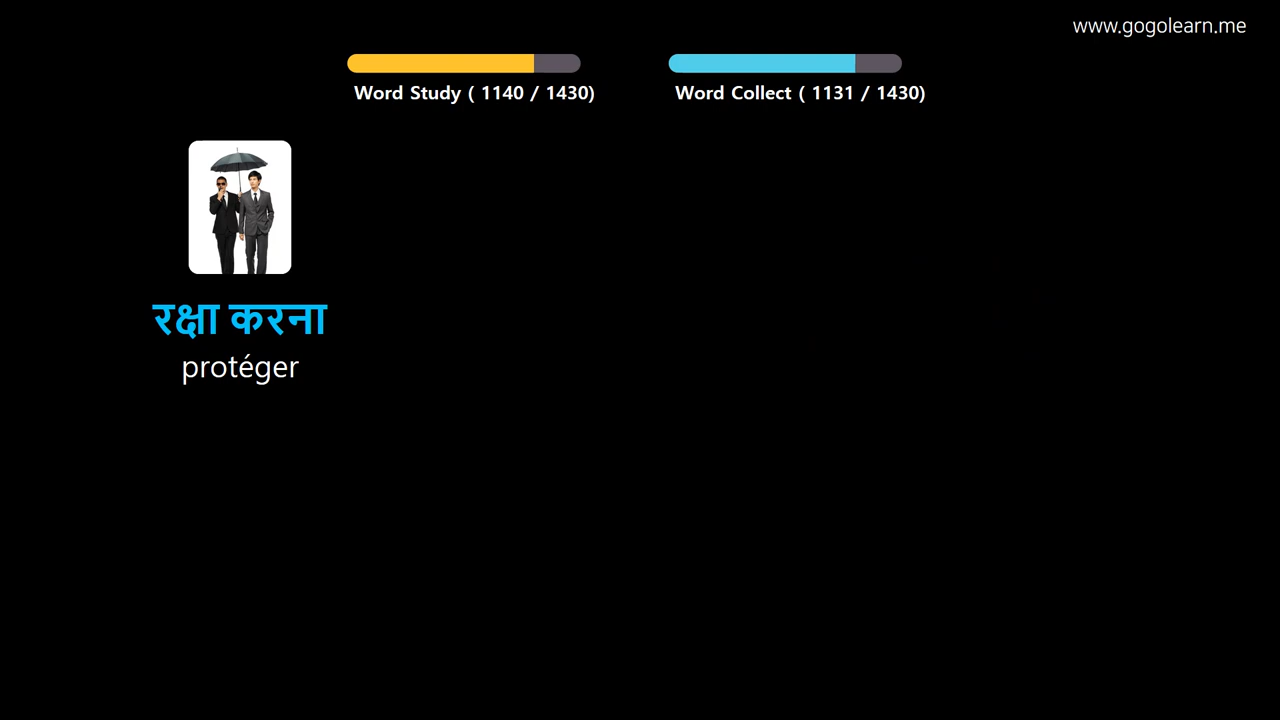 www.gogolearn.me
Word Study ( 1140 / 1430)
Word Collect ( 1131 / 1430)
रक्षा करना
protéger